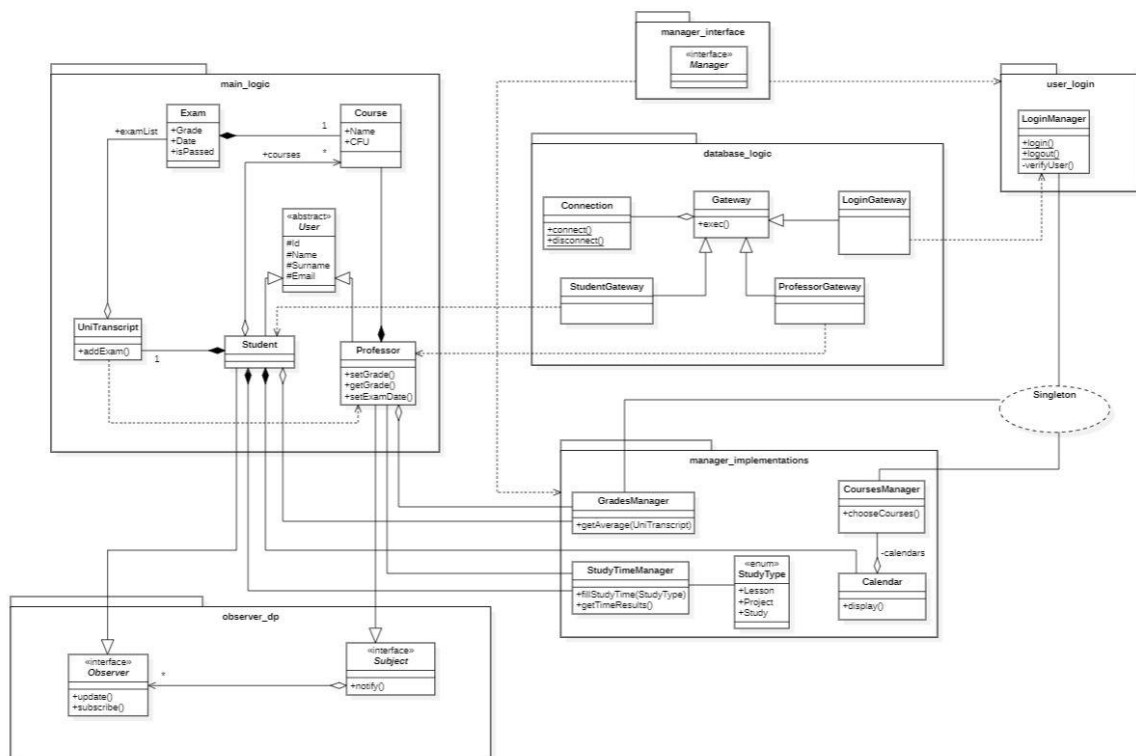 manager_interface
«interface»
Manager
main_logic
Exam
+Grade
+Date
+isPassed
+examList
1
Course
+Name
+CFU
*
+courses
«abstract»
User
#Id
#Name
#Surname
#Email
UniTranscript
+addExam()
1
Student
Professor
+setGrade()
+getGrade()
+setExamDate()
user_login
LoginManager
+login()
+logout()
-verifyUser()
database_logic
Connection
+connect()
+disconnect()
Gateway
+exec()
LoginGateway
StudentGateway
ProfessorGateway
Singleton
manager_implementations
GradesManager
+getAverage(UniTranscript)
CoursesManager
+chooseCourses()
-calendars
StudyTimeManager
+fillStudyTime(StudyType)
+getTimeResults()
«enum»
StudyType
+Lesson
+Project
+Study
Calendar
+display()
observer_dp
«interface»
Observer
+update()
+subscribe()
*
«interface»
Subject
+notify()